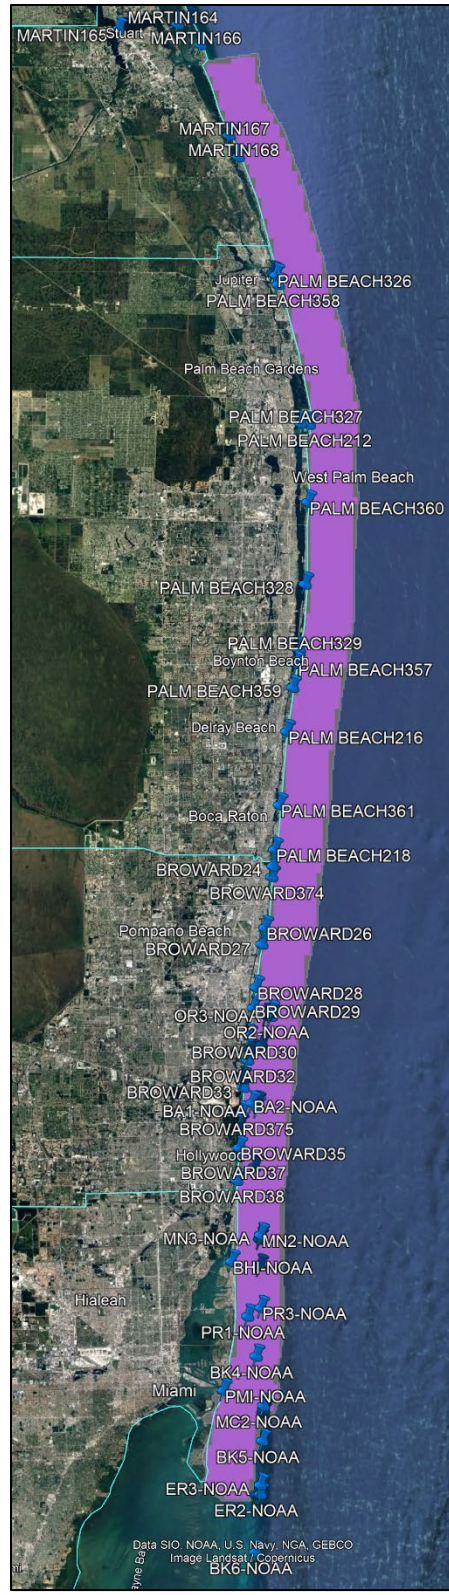 MARTIN164
MARTIN165
Stuart
MARTIN166
MARTIN167
MARTIN168
Jupiter
PALM BEACH326
PALM BEACH358
Palm Beach Gardens
PALM BEACH327
PALM BEACH212
West Palm Beach
PALM BEACH360
PALM BEACH328
PALM BEACH329
Boynton Beach
PALM BEACH357
PALM BEACH359
Delray Beach
PALM BEACH216
Boca Raton
PALM BEACH361
PALM BEACH218
BROWARD24
BROWARD374
Pompano Beach
BROWARD26
BROWARD27
BROWARD28
OR3-NOAA
BROWARD29
OR2-NOAA
BROWARD30
BROWARD32
BROWARD33
BA1-NOAA
BA2-NOAA
BROWARD375
Hollywood
BROWARD35
BROWARD37
BROWARD38
MN3-NOAA
MN2-NOAA
BHI-NOAA
Hialeah
PR3-NOAA
PR1-NOAA
BK4-NOAA
Miami
PMI-NOAA
MC2-NOAA
BK5-NOAA
ER3-NOAA
ER2-NOAA
Data SIO, NOAA, U.S. Navy, NGA, GEBCO
Image Landsat / Copernicus
BK6-NOAA